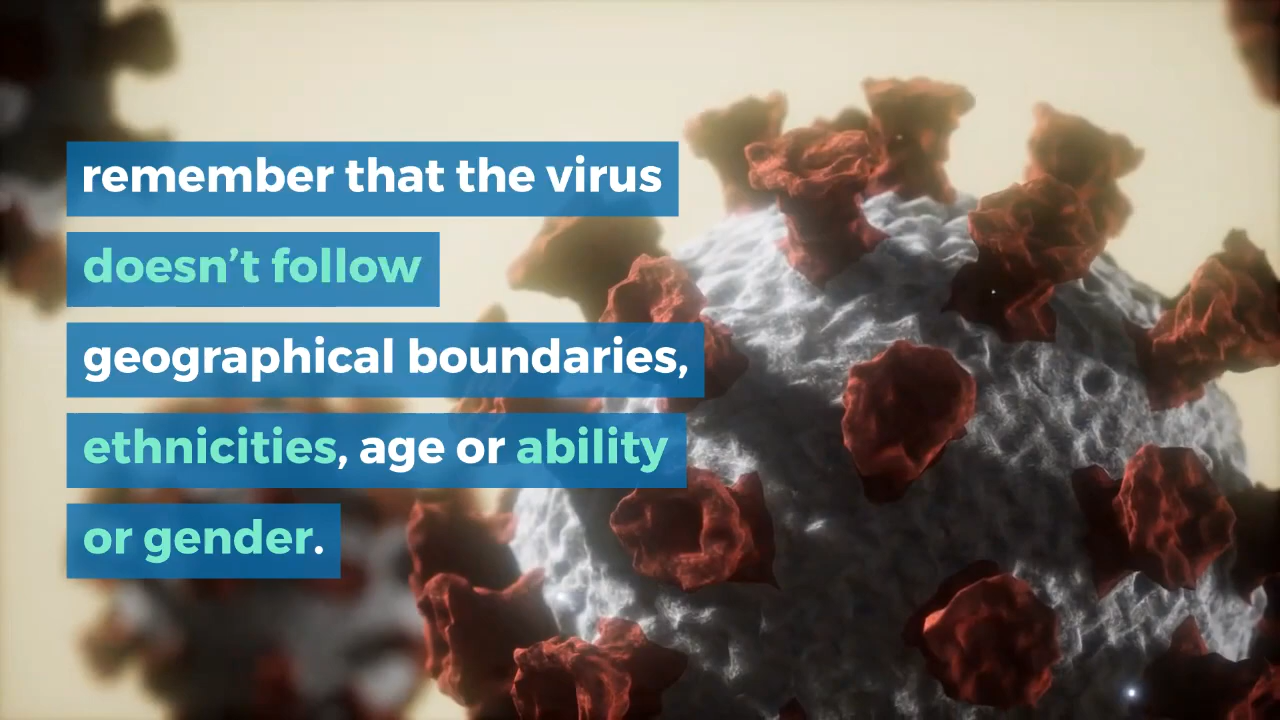 remember that the virus
doesn’t follow
geographical boundaries,
ethnicities, age or ability
or gender.